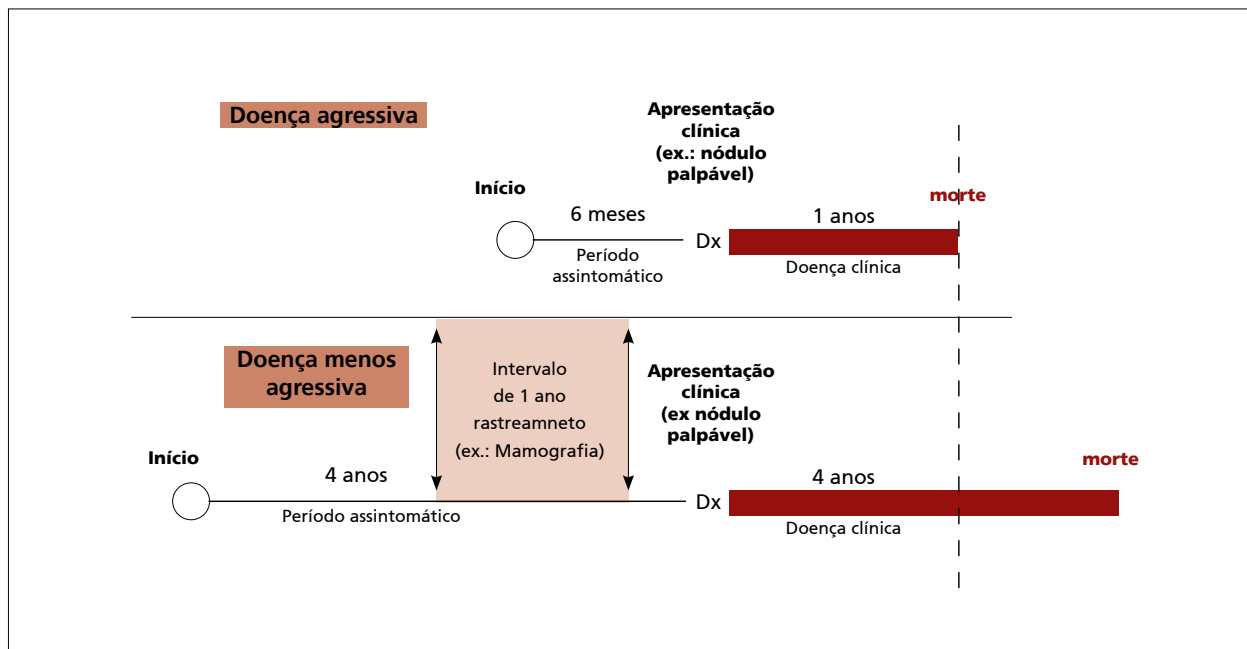 Doença agressiva
Apresentação
clínica
(ex.: nódulo
palpável)
Início
morte
6 meses
1 anos
Dx
Período
assintomático
Doença clínica
Doença menos
agressiva
Intervalo
de 1 ano
rastreamneto
(ex.: Mamografia)
Apresentação
clínica
(ex nódulo
palpável)
Início
morte
4 anos
4 anos
Dx
Período assintomático
Doença clínica